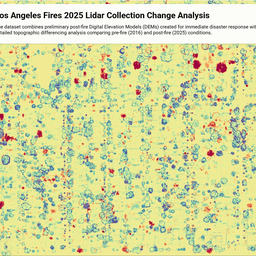 os Angeles Fires 2025 Lidar Collection Change Analysis
e dataset combines preliminary post-fire Digital Elevation Models (DEMs) created for immediate disaster response wit
tailed topographic differencing analysis comparing pre-fire (2016) and post-fire (2025) conditions.